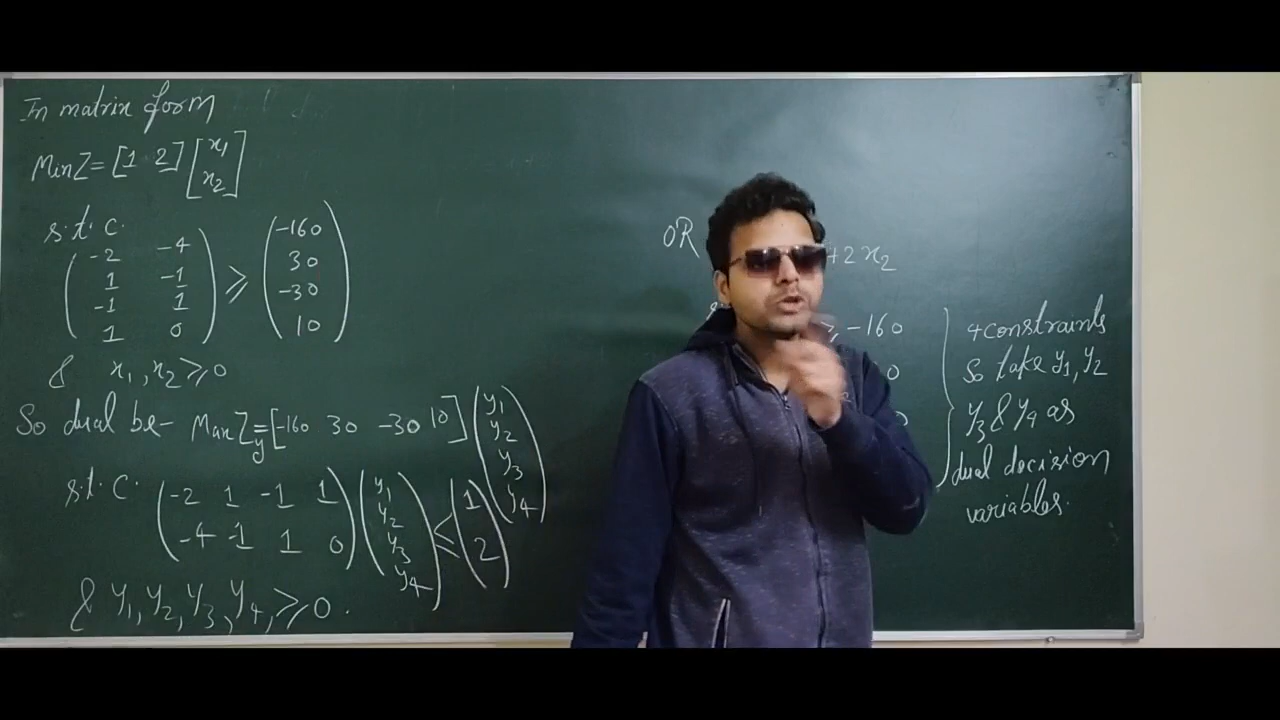 In matrix form
Min Z = [1 2] [x₁
x₂]
s.t. c.
(-2 -4
1 -1
-1 1
1 0) ≥ (-160
30
-30
10)
& x₁, x₂ ≥ 0
So dual be- Max Z_y = [-160 30 -30 10] (y₁
y₂
y₃
y₄)
s.t. c. (-2 1 -1 1
-4 -1 1 0) (y₁
y₂
y₃
y₄) ≤ (1
2)
& y₁, y₂, y₃, y₄, ≥ 0.
OR
+2x₂
-160
0
0
4 constraints
so take y₁, y₂
y₃ & y₄ as
dual decision
variables.